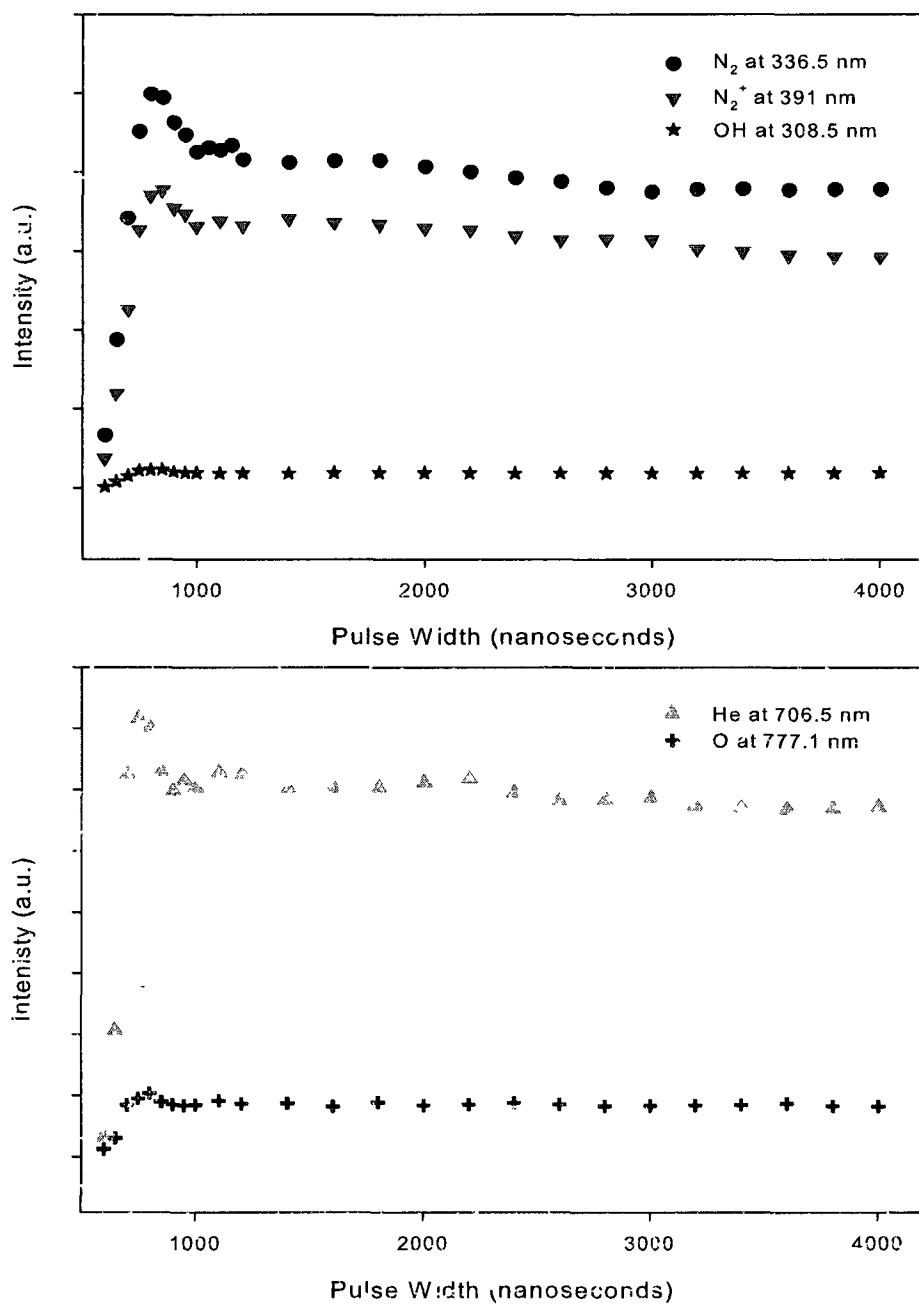 N₂ at 336.5 nm
N₂⁺ at 391 nm
OH at 308.5 nm
Intensity (a.u.)
1000 2000 3000 4000
Pulse Width (nanoseconds)
He at 706.5 nm
O at 777.1 nm
intenisty (a.u.)
1000 2000 3000 4000
Pulse Width (nanoseconds)